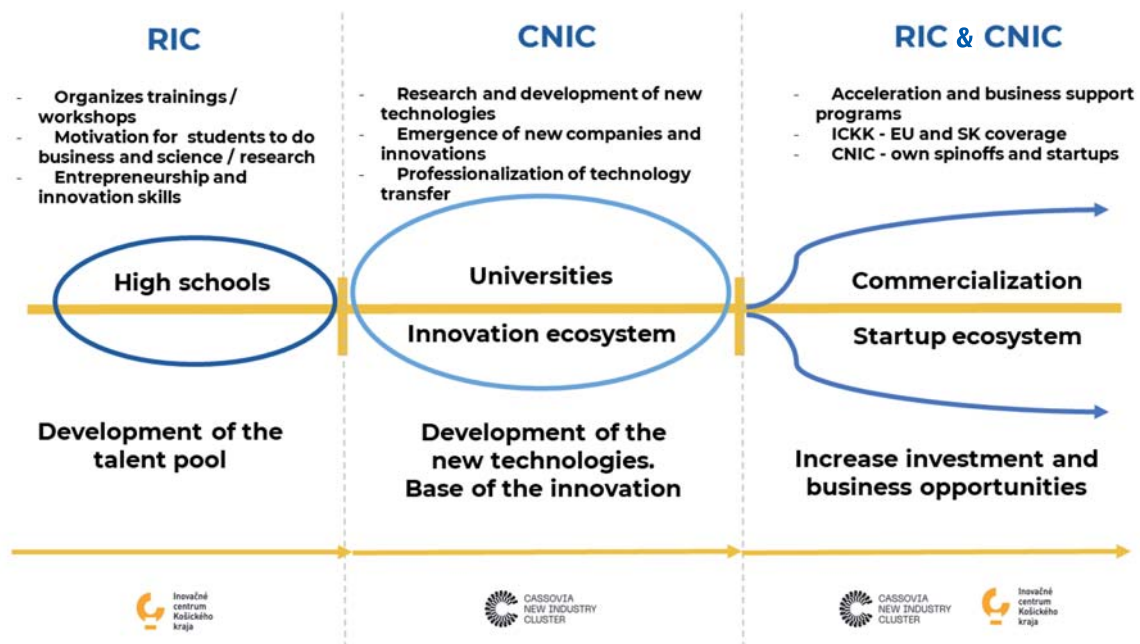 RIC
- Organizes trainings /
workshops
- Motivation for students to do
business and science / research
- Entrepreneurship and
innovation skills
High schools
Development of the
talent pool
Inovačné
centrum
Košického
kraja
CNIC
- Research and development of new
technologies
- Emergence of new companies and
innovations
- Professionalization of technology
transfer
Universities
Innovation ecosystem
Development of the
new technologies.
Base of the innovation
CASSOVIA
NEW INDUSTRY
CLUSTER
RIC & CNIC
- Acceleration and business support
programs
- ICKK - EU and SK coverage
- CNIC - own spinoffs and startups
Commercialization
Startup ecosystem
Increase investment and
business opportunities
CASSOVIA
NEW INDUSTRY
CLUSTER
Inovačné
centrum
Košického
kraja